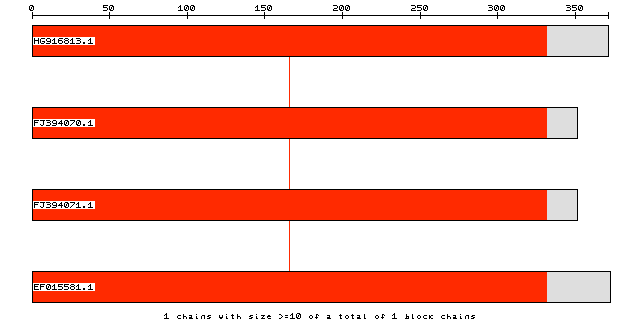 0 50 100 150 200 250 300 350
HG916813.1
FJ394070.1
FJ394071.1
EF015581.1
1 chains with size >=10 of a total of 1 block chains